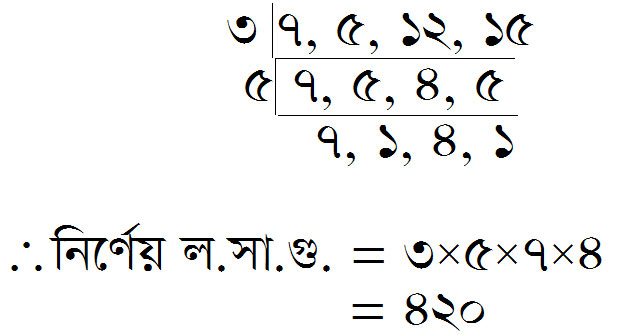 ৩ ৭, ৫, ১২, ১৫
৫ ৭, ৫, ৪, ৫
৭, ১, ৪, ১
∴ নির্ণেয় ল.সা.গু. = ৩×৫×৭×৪
= ৪২০